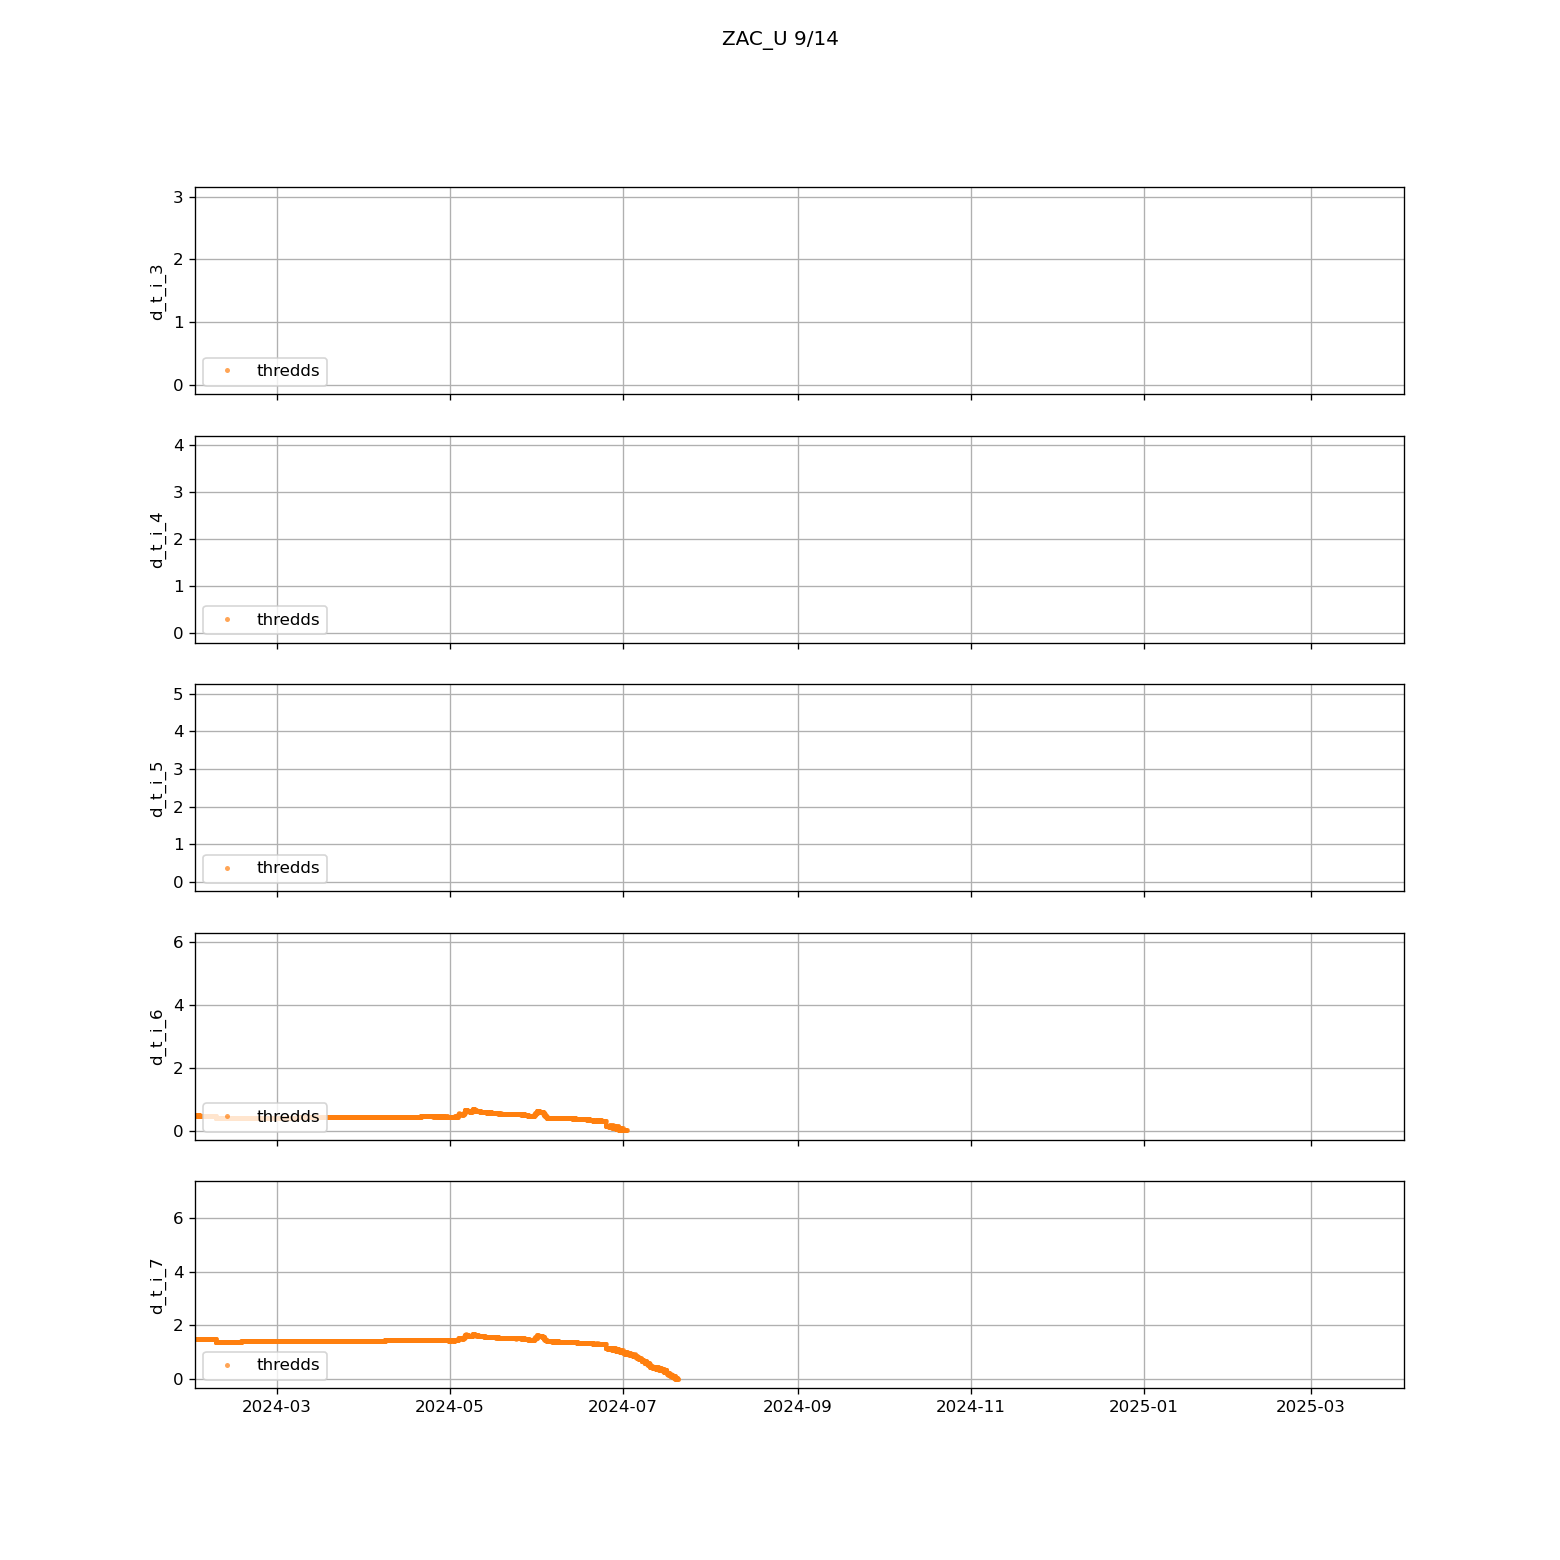 ZAC_U 9/14
3
2
1
0
d_t_i_3
thredds
4
3
2
1
0
d_t_i_4
thredds
5
4
3
2
1
0
d_t_i_5
thredds
6
4
2
0
d_t_i_6
thredds
6
4
2
0
d_t_i_7
thredds
2024-03 2024-05 2024-07 2024-09 2024-11 2025-01 2025-03